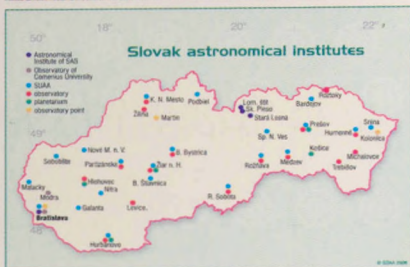 18°
20°
22°
50°
Slovak astronomical institutes
Astronomical
Institute of SAS
Observatory of
Comenius University
SUAA
observatory
planetarium
observatory point
K. N. Mesto
Podbiel
Lom. štít
Sk. Pleso
Stará Lesná
Bardejov
Roztoky
Žilina
Martin
49°
Prešov
Snina
Sp. N. Ves
Humenné
Kolonica
Nové M. n. V.
B. Bystrica
Sobotište
Partizánske
Žiar n. H.
Košice
Michalovce
Rožňava
Medzev
Trebišov
Hlohovec
B. Štiavnica
Malacky
Nitra
Modra
R. Sobota
Galanta
Levice
Bratislava
48°
Hurbanovo